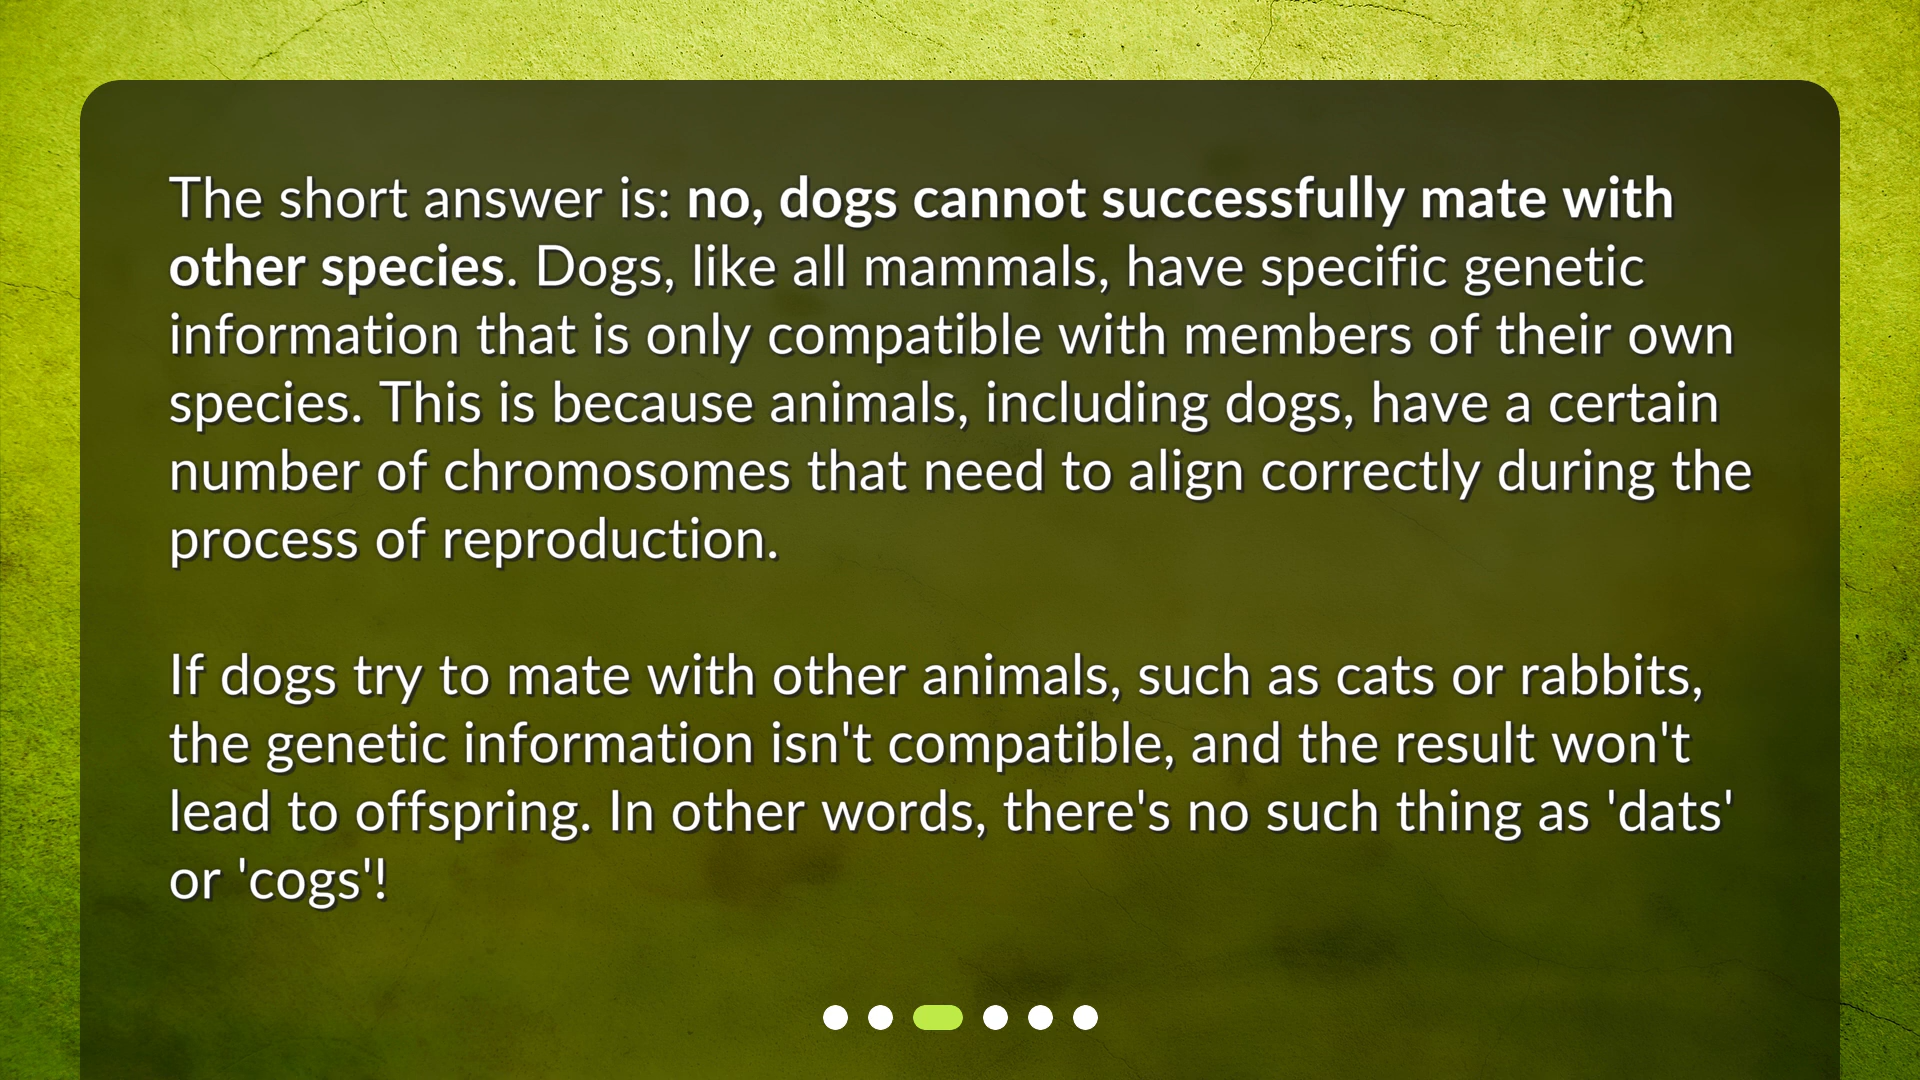 The short answer is: no, dogs cannot successfully mate with
other species. Dogs, like all mammals, have specific genetic
information that is only compatible with members of their own
species. This is because animals, including dogs, have a certain
number of chromosomes that need to align correctly during the
process of reproduction.
If dogs try to mate with other animals, such as cats or rabbits,
the genetic information isn't compatible, and the result won't
lead to offspring. In other words, there's no such thing as 'dats'
or 'cogs'!